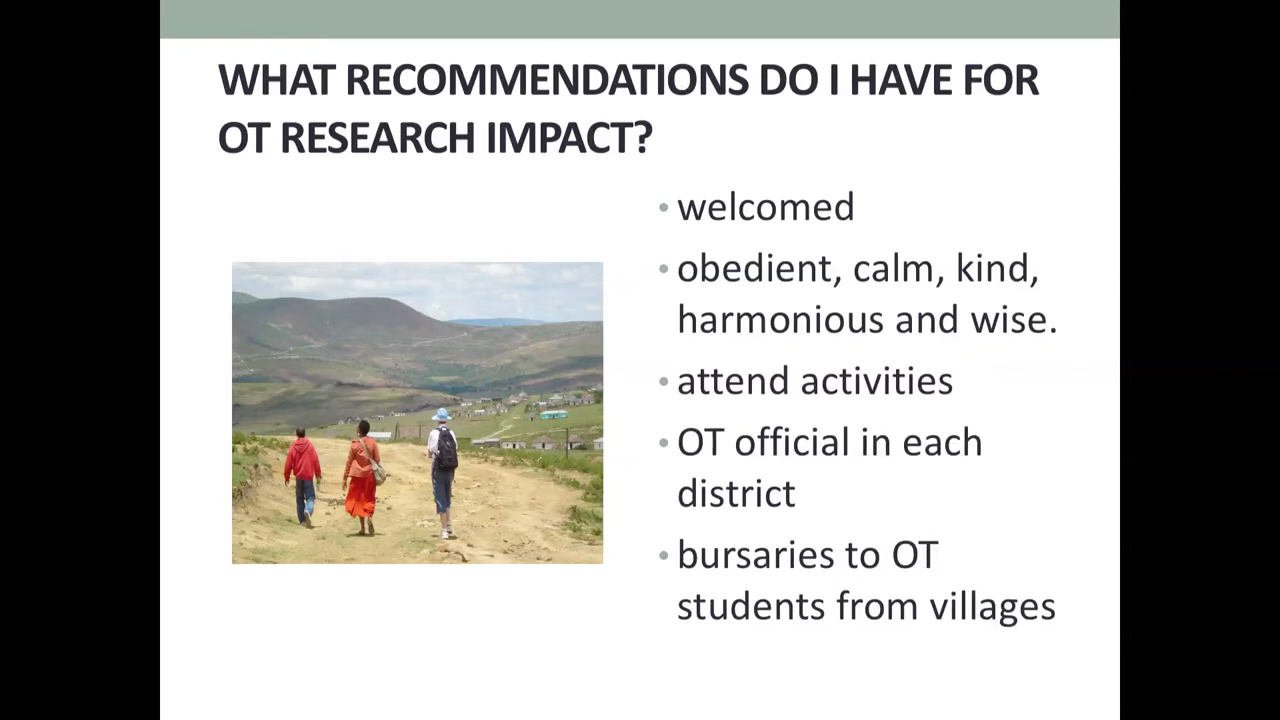 WHAT RECOMMENDATIONS DO I HAVE FOR
OT RESEARCH IMPACT?
• welcomed
• obedient, calm, kind,
harmonious and wise.
• attend activities
• OT official in each
district
• bursaries to OT
students from villages